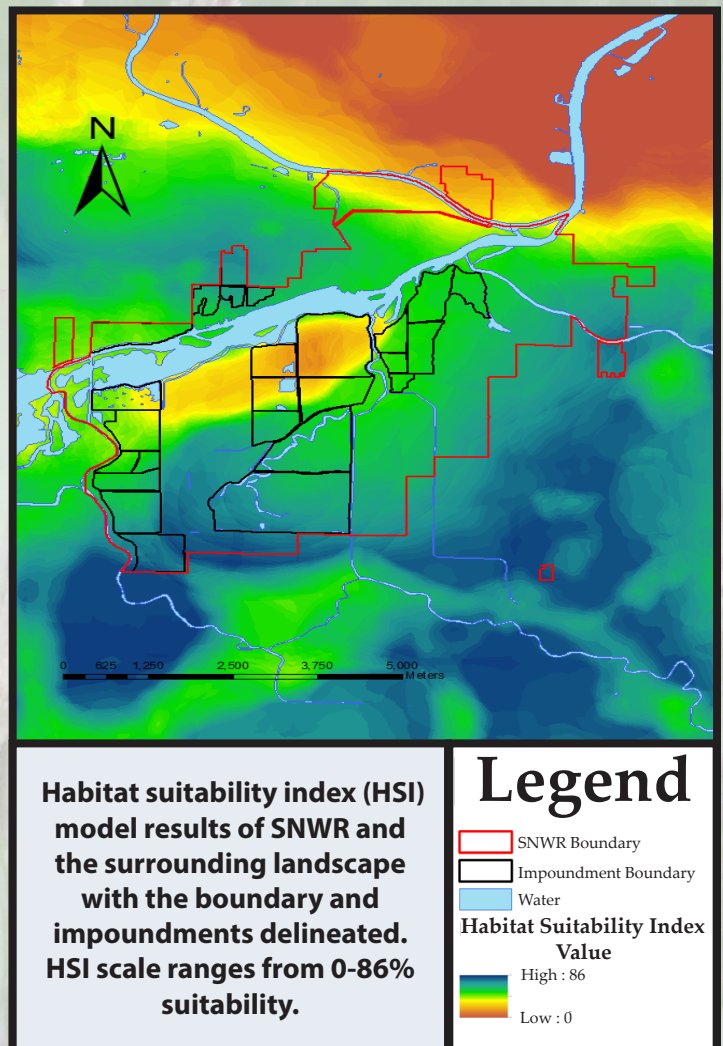 N
0 625 1,250 2,500 3,750 5,000
Meters
Habitat suitability index (HSI)
model results of SNWR and
the surrounding landscape
with the boundary and
impoundments delineated.
HSI scale ranges from 0-86%
suitability.
Legend
SNWR Boundary
Impoundment Boundary
Water
Habitat Suitability Index
Value
High : 86
Low : 0